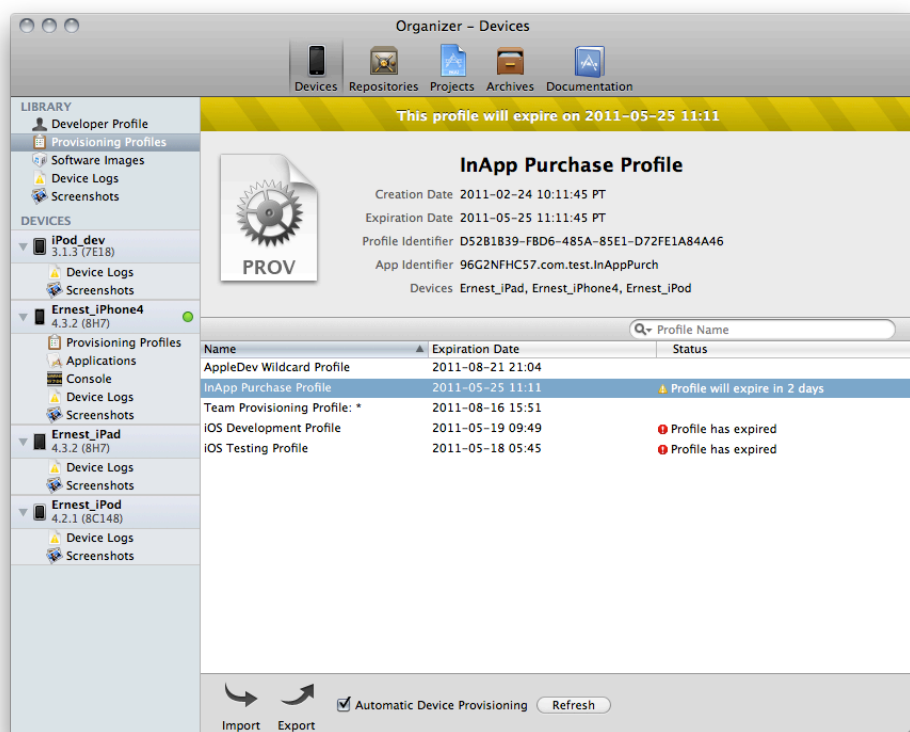 Organizer – Devices
Devices Repositories Projects Archives Documentation
LIBRARY
Developer Profile
Provisioning Profiles
Software Images
Device Logs
Screenshots
DEVICES
iPod_dev
3.1.3 (7E18)
Device Logs
Screenshots
Ernest_iPhone4
4.3.2 (8H7)
Provisioning Profiles
Applications
Console
Device Logs
Screenshots
Ernest_iPad
4.3.2 (8H7)
Device Logs
Screenshots
Ernest_iPod
4.2.1 (8C148)
Device Logs
Screenshots
This profile will expire on 2011-05-25 11:11
PROV
InApp Purchase Profile
Creation Date 2011-02-24 10:11:45 PT
Expiration Date 2011-05-25 11:11:45 PT
Profile Identifier D52B1B39-FBD6-485A-85E1-D72FE1A84A46
App Identifier 96G2NFHC57.com.test.InAppPurch
Devices Ernest_iPad, Ernest_iPhone4, Ernest_iPod
Profile Name
Name Expiration Date Status
AppleDev Wildcard Profile 2011-08-21 21:04
InApp Purchase Profile 2011-05-25 11:11 Profile will expire in 2 days
Team Provisioning Profile: * 2011-08-16 15:51
iOS Development Profile 2011-05-19 09:49 Profile has expired
iOS Testing Profile 2011-05-18 05:45 Profile has expired
Import Export Automatic Device Provisioning Refresh